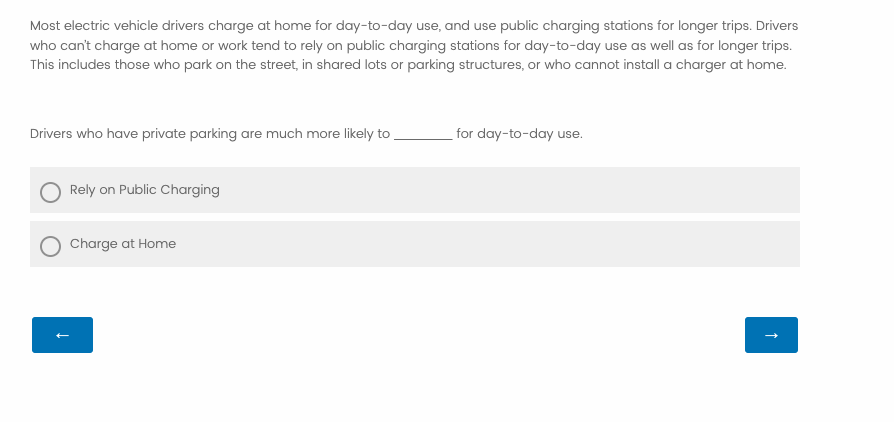 Most electric vehicle drivers charge at home for day-to-day use, and use public charging stations for longer trips. Drivers
who can't charge at home or work tend to rely on public charging stations for day-to-day use as well as for longer trips.
This includes those who park on the street, in shared lots or parking structures, or who cannot install a charger at home.
Drivers who have private parking are much more likely to ________ for day-to-day use.
Rely on Public Charging
Charge at Home
← →